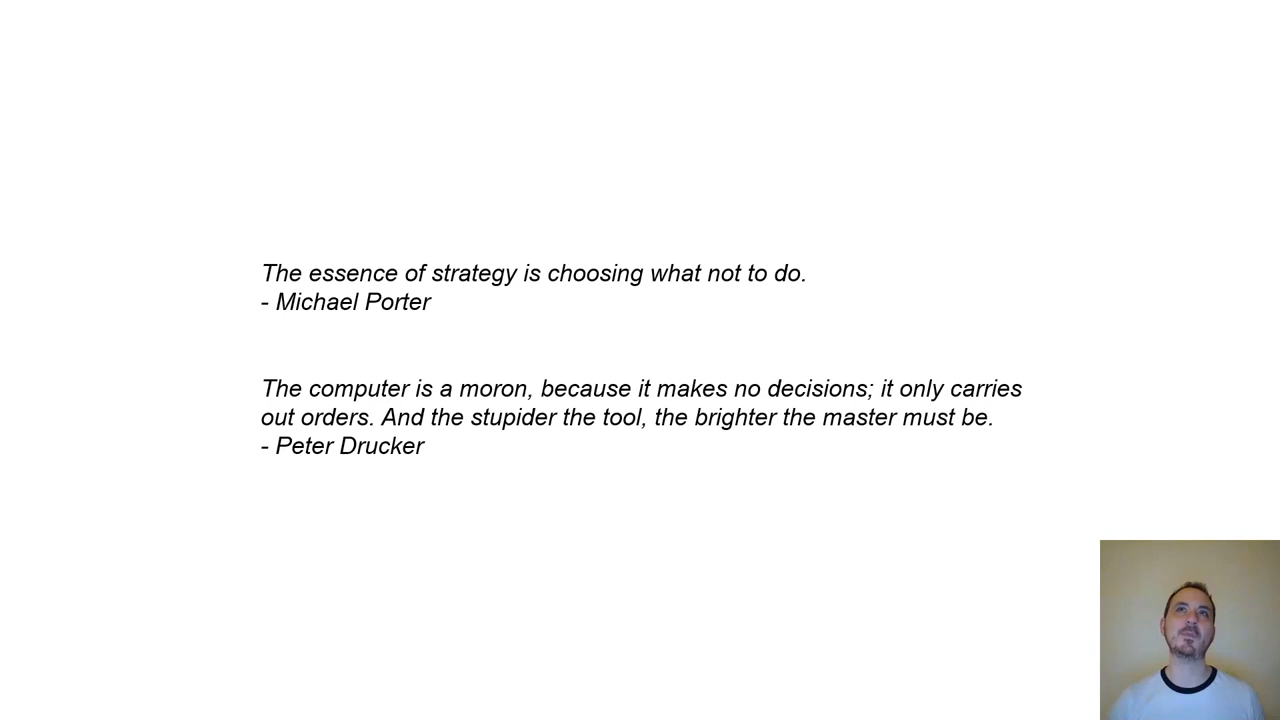 The essence of strategy is choosing what not to do.
- Michael Porter
The computer is a moron, because it makes no decisions; it only carries
out orders. And the stupider the tool, the brighter the master must be.
- Peter Drucker